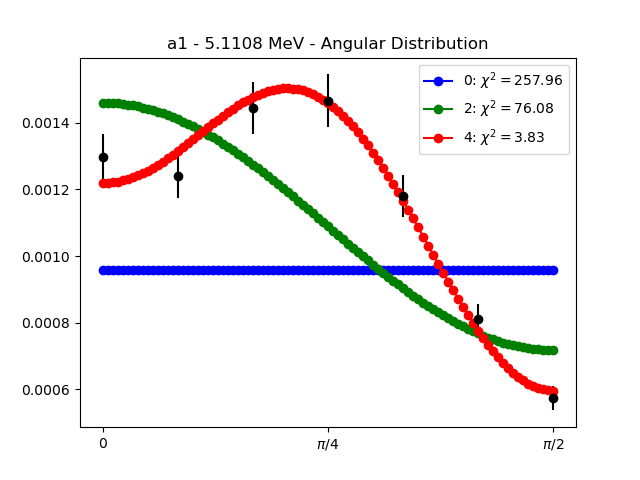 a1 - 5.1108 MeV - Angular Distribution
0: χ² = 257.96
2: χ² = 76.08
4: χ² = 3.83
0.0014
0.0012
0.0010
0.0008
0.0006
0 π/4 π/2